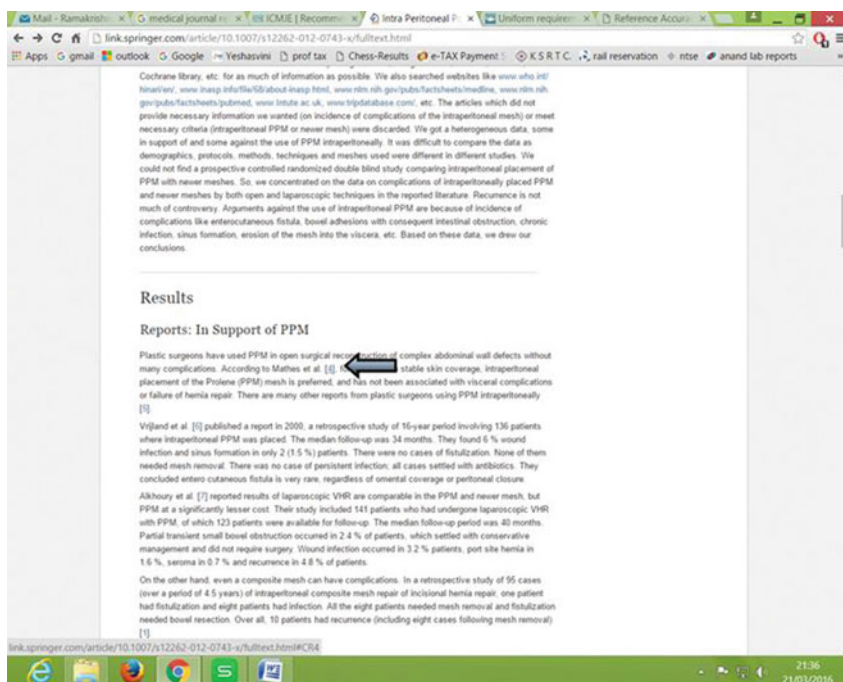 Mail - Ramakrishn
medical journal re
ICMJE | Recomme
Intra Peritoneal P
Uniform requirem
Reference Accura
link.springer.com/article/10.1007/s12262-012-0743-x/fulltext.html
Apps gmail outlook Google Yeshasvini prof tax Chess-Results e-TAX Payment S K S R T C. rail reservation ntse anand lab reports
Cochrane library, etc. for as much of information as possible. We also searched websites like www.who.int/
hinari/en/, www.inasp.info/file/68/about-inasp.html, www.nlm.nih.gov/pubs/factsheets/medline, www.nlm.nih.
gov/pubs/factsheets/pubmed, www.Intute ac.uk, www.tripdatabase.com/, etc. The articles which did not
provide necessary information we wanted (on incidence of complications of the intraperitoneal mesh) or meet
necessary criteria (intraperitoneal PPM or newer mesh) were discarded. We got a heterogeneous data, some
in support of and some against the use of PPM intraperitoneally. It was difficult to compare the data as
demographics, protocols, methods, techniques and meshes used were different in different studies. We
could not find a prospective controlled randomized double blind study comparing intraperitoneal placement of
PPM with newer meshes. So, we concentrated on the data on complications of intraperitoneally placed PPM
and newer meshes by both open and laparoscopic techniques in the reported literature. Recurrence is not
much of controversy. Arguments against the use of intraperitoneal PPM are because of incidence of
complications like enterocutaneous fistula, bowel adhesions with consequent intestinal obstruction, chronic
infection, sinus formation, erosion of the mesh into the viscera, etc. Based on these data, we drew our
conclusions.
Results
Reports: In Support of PPM
Plastic surgeons have used PPM in open surgical reconstruction of complex abdominal wall defects without
many complications. According to Mathes et al. [4], stable skin coverage, intraperitoneal
placement of the Prolene (PPM) mesh is preferred, and has not been associated with visceral complications
or failure of hernia repair. There are many other reports from plastic surgeons using PPM intraperitoneally
[5].
Vrijland et al. [6] published a report in 2000, a retrospective study of 16-year period involving 136 patients
where intraperitoneal PPM was placed. The median follow-up was 34 months. They found 6 % wound
infection and sinus formation in only 2 (1.5 %) patients. There were no cases of fistulization. None of them
needed mesh removal. There was no case of persistent infection; all cases settled with antibiotics. They
concluded entero cutaneous fistula is very rare, regardless of omental coverage or peritoneal closure.
Alkhoury et al. [7] reported results of laparoscopic VHR are comparable in the PPM and newer mesh, but
PPM at a significantly lesser cost. Their study included 141 patients who had undergone laparoscopic VHR
with PPM, of which 123 patients were available for follow-up. The median follow-up period was 40 months.
Partial transient small bowel obstruction occurred in 2.4 % of patients, which settled with conservative
management and did not require surgery. Wound infection occurred in 3.2 % patients, port site hernia in
1.6 %, seroma in 0.7 % and recurrence in 4.8 % of patients.
On the other hand, even a composite mesh can have complications. In a retrospective study of 95 cases
(over a period of 4.5 years) of intraperitoneal composite mesh repair of incisional hernia repair, one patient
had fistulization and eight patients had infection. All the eight patients needed mesh removal and fistulization
needed bowel resection. Over all, 10 patients had recurrence (including eight cases following mesh removal)
[1].
link.springer.com/article/10.1007/s12262-012-0743-x/fulltext.html#CR4
21:36
21/03/2016